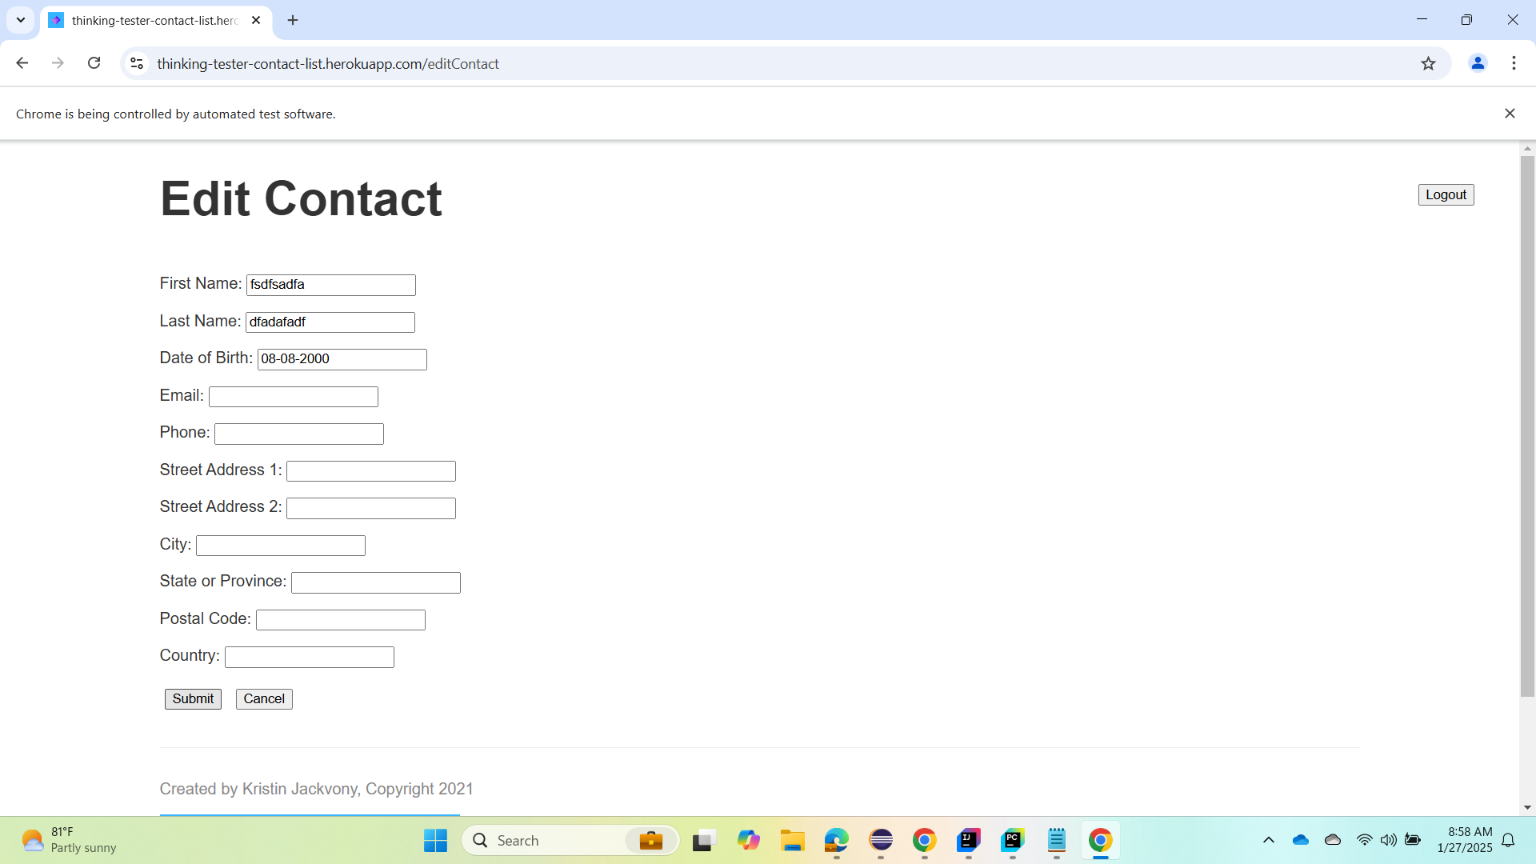 thinking-tester-contact-list.herc
thinking-tester-contact-list.herokuapp.com/editContact
Chrome is being controlled by automated test software.
Edit Contact
Logout
First Name: fsdfsadfa
Last Name: dfadafadf
Date of Birth: 08-08-2000
Email:
Phone:
Street Address 1:
Street Address 2:
City:
State or Province:
Postal Code:
Country:
Submit Cancel
Created by Kristin Jackvony, Copyright 2021
81°F
Partly sunny
Search
IJ
PC
8:58 AM
1/27/2025